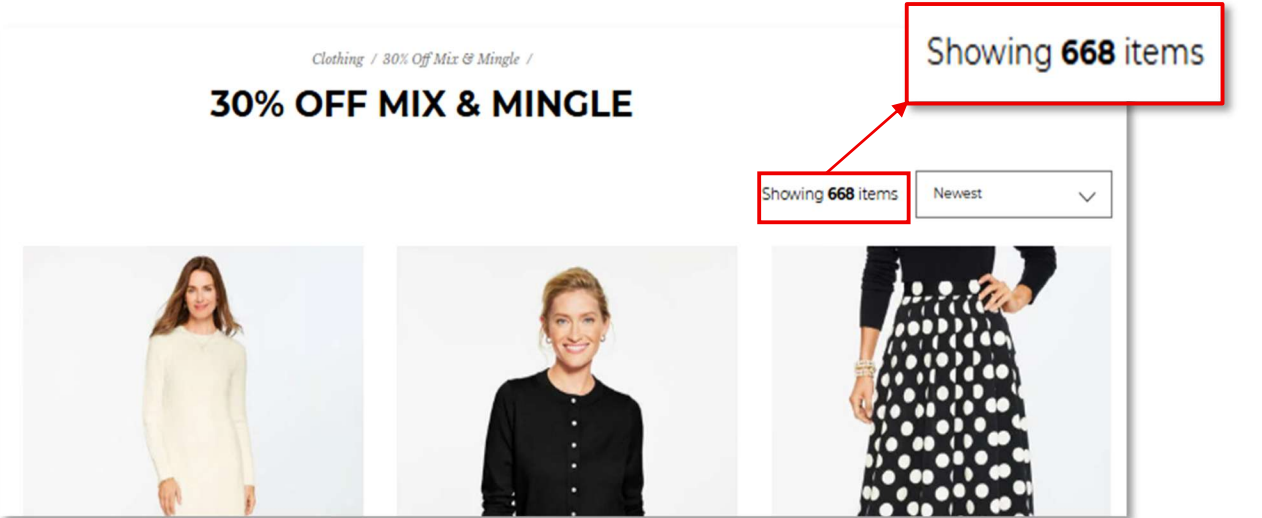 Showing 668 items
Clothing / 30% Off Mix & Mingle /
30% OFF MIX & MINGLE
Showing 668 items
Newest